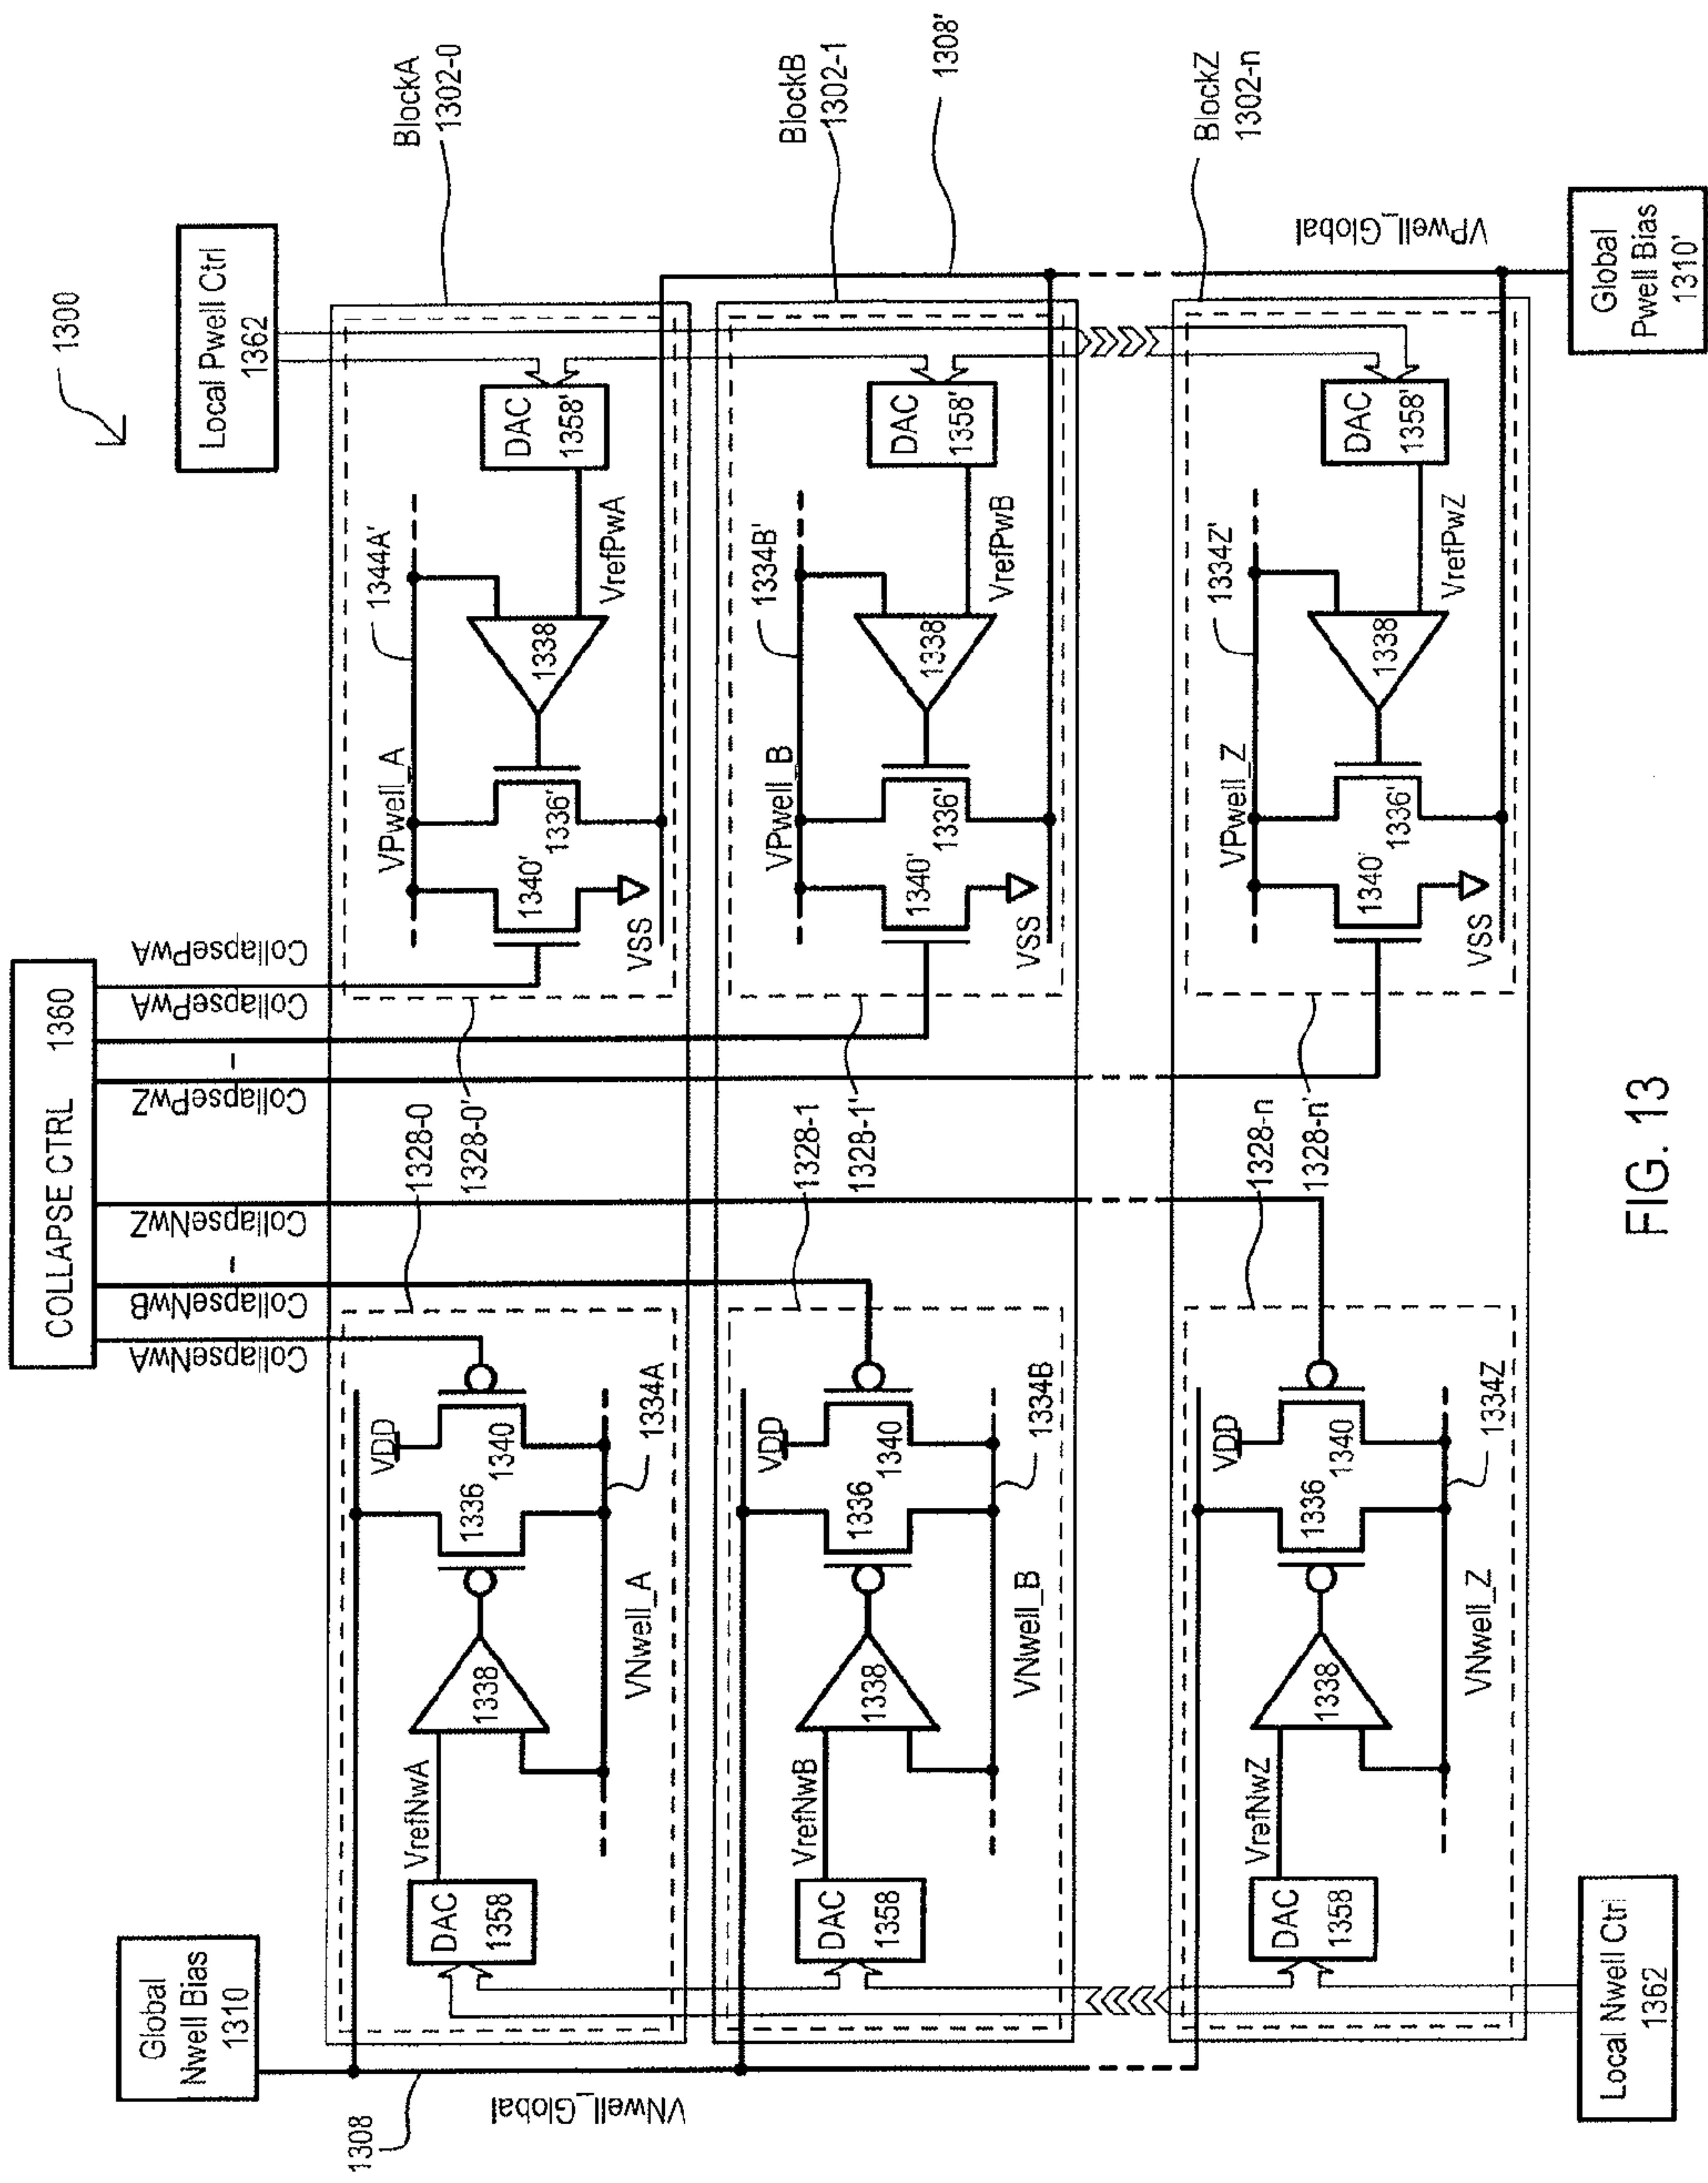 1300
Global
Nwell Bias
1310
COLLAPSE CTRL 1360
Local Pwell Ctrl
1362
1308
VNwell_Global
CollapseNwA
CollapseNwB
–
CollapseNwZ
CollapsePwZ
–
CollapsePwA
CollapsePwA
1328-0
1328-0'
BlockA
1302-0
DAC
1358
VrefNwA
1338
VDD
1336
1340
VNwell_A
1334A
VPwell_A
1344A'
1340'
1336'
1338
VSS
VrefPwA
DAC
1358'
1328-1
1328-1'
BlockB
1302-1
1308'
DAC
1358
VrefNwB
1338
VDD
1336
1340
VNwell_B
1334B
VPwell_B
1334B'
1340'
1336'
1338
VSS
VrefPwB
DAC
1358'
1328-n
1328-n'
BlockZ
1302-n
DAC
1358
VrefNwZ
1338
VDD
1336
1340
VNwell_Z
1334Z
VPwell_Z
1334Z'
1340'
1336'
1338
VSS
VrefPwZ
DAC
1358'
VPwell_Global
Local Nwell Ctrl
1362
Global
Pwell Bias
1310'
FIG. 13